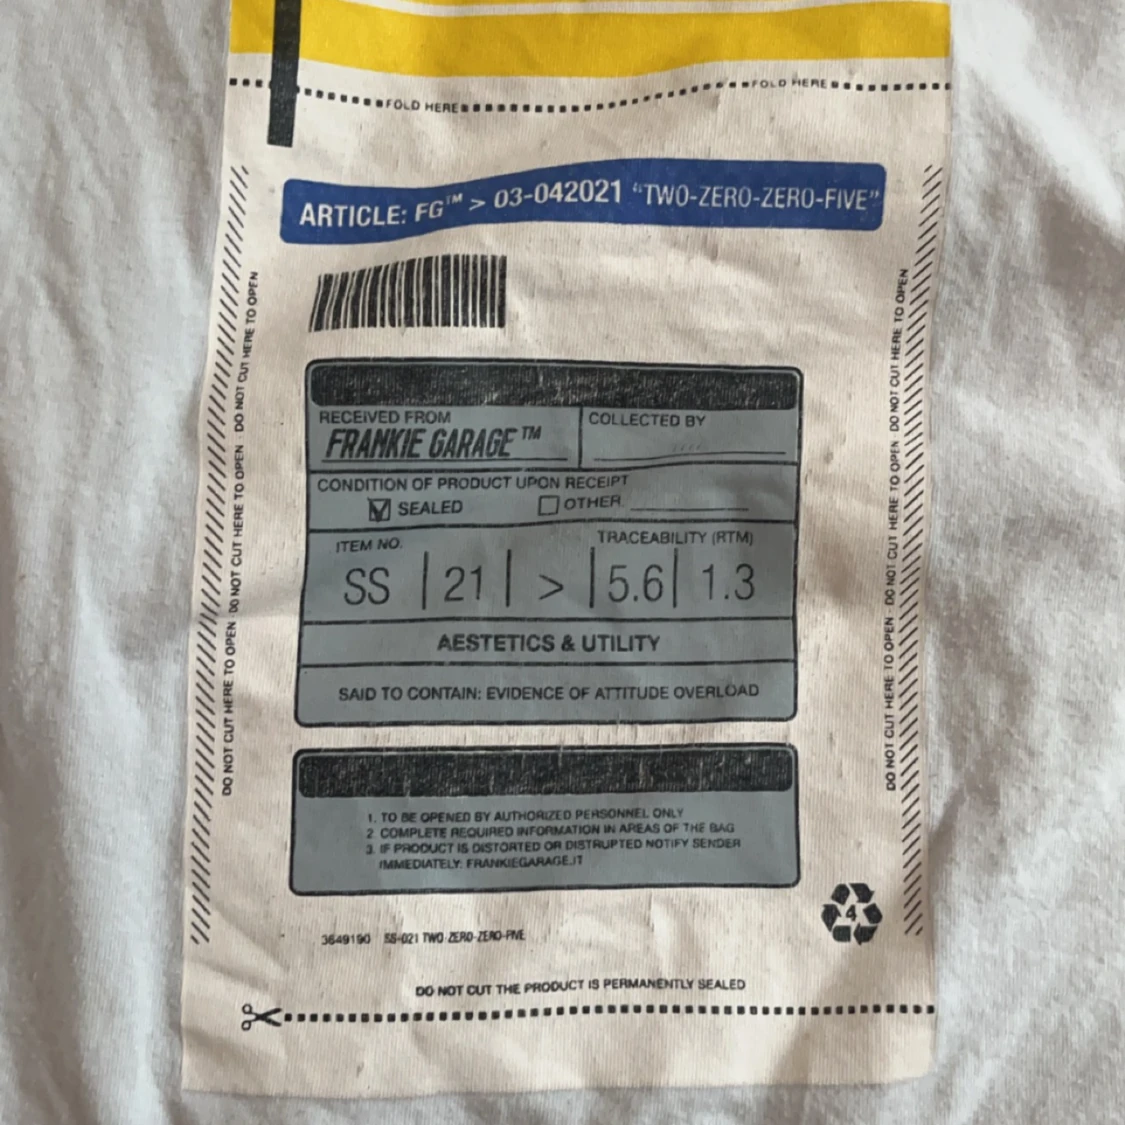 FOLD HERE FOLD HERE
ARTICLE: FG™ > 03-042021 "TWO-ZERO-ZERO-FIVE"
DO NOT CUT HERE TO OPEN · DO NOT CUT HERE TO OPEN · DO NOT CUT HERE TO OPEN
RECEIVED FROM
FRANKIE GARAGE™
COLLECTED BY
CONDITION OF PRODUCT UPON RECEIPT
SEALED OTHER
ITEM NO. TRACEABILITY (RTM)
SS | 21 | > | 5.6 | 1.3
AESTETICS & UTILITY
SAID TO CONTAIN: EVIDENCE OF ATTITUDE OVERLOAD
1. TO BE OPENED BY AUTHORIZED PERSONNEL ONLY
2 COMPLETE REQUIRED INFORMATION IN AREAS OF THE BAG
3. IF PRODUCT IS DISTORTED OR DISTRUPTED NOTIFY SENDER
IMMEDIATELY: FRANKIEGARAGE.IT
DO NOT CUT HERE TO OPEN · DO NOT CUT HERE TO OPEN · DO NOT CUT HERE TO OPEN
4
3649190 SS-021 TWO-ZERO-ZERO-FIVE
DO NOT CUT THE PRODUCT IS PERMANENTLY SEALED